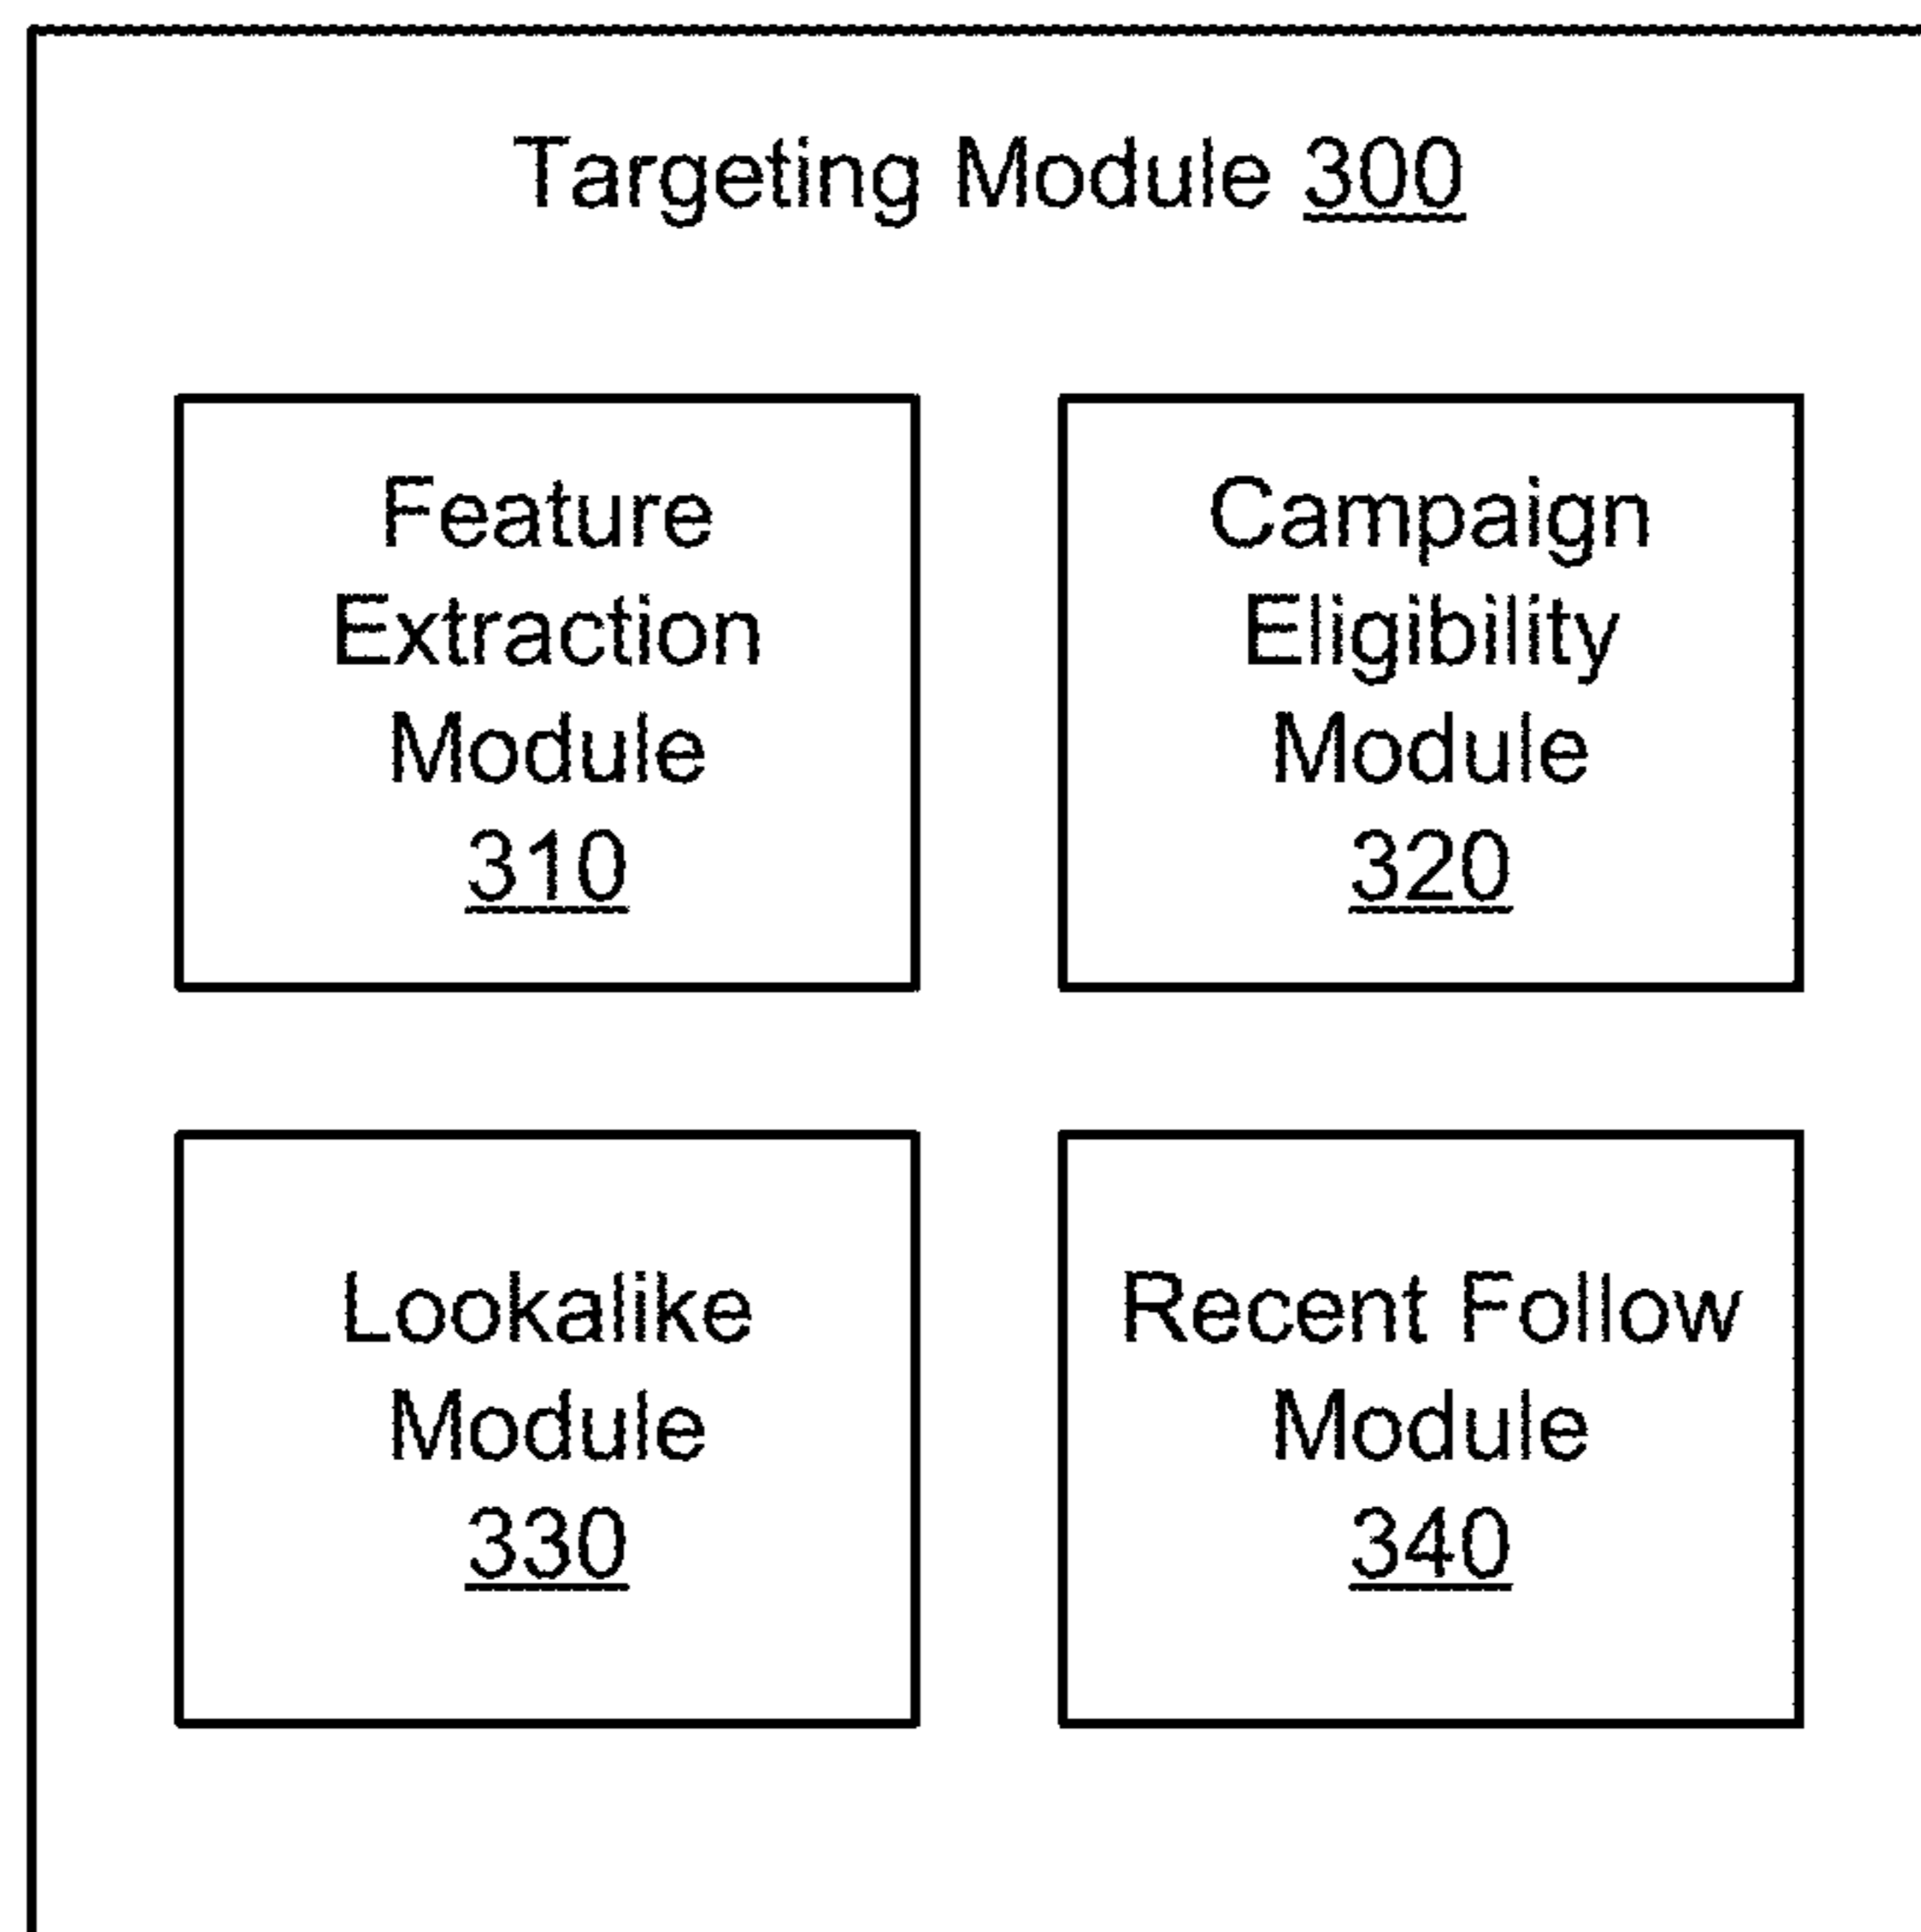 Targeting Module 300
Feature
Extraction
Module
310
Campaign
Eligibility
Module
320
Lookalike
Module
330
Recent Follow
Module
340